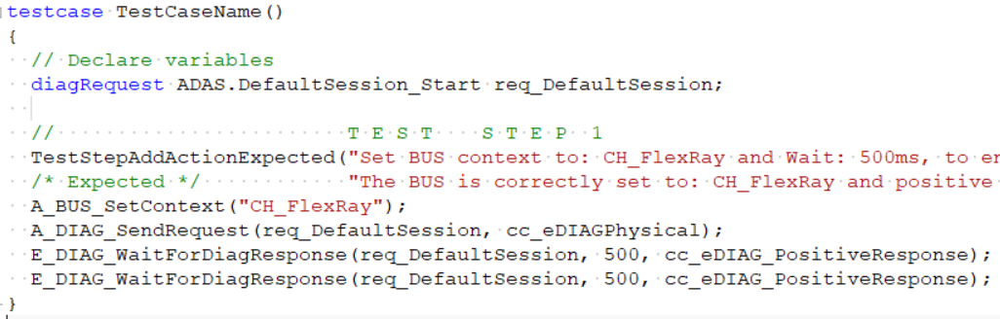 testcase TestCaseName()
{
// Declare variables
diagRequest ADAS.DefaultSession_Start req_DefaultSession;
// T E S T S T E P 1
TestStepAddActionExpected("Set BUS context to: CH_FlexRay and Wait: 500ms, to
/* Expected */ "The BUS is correctly set to: CH_FlexRay and positive
A_BUS_SetContext("CH_FlexRay");
A_DIAG_SendRequest(req_DefaultSession, cc_eDIAGPhysical);
E_DIAG_WaitForDiagResponse(req_DefaultSession, 500, cc_eDIAG_PositiveResponse);
E_DIAG_WaitForDiagResponse(req_DefaultSession, 500, cc_eDIAG_PositiveResponse);
}